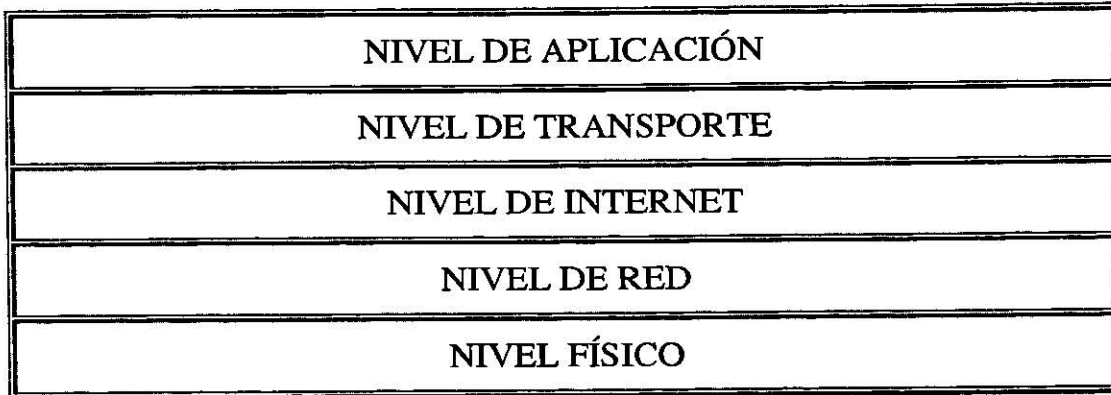 NIVEL DE APLICACIÓN
NIVEL DE TRANSPORTE
NIVEL DE INTERNET
NIVEL DE RED
NIVEL FÍSICO